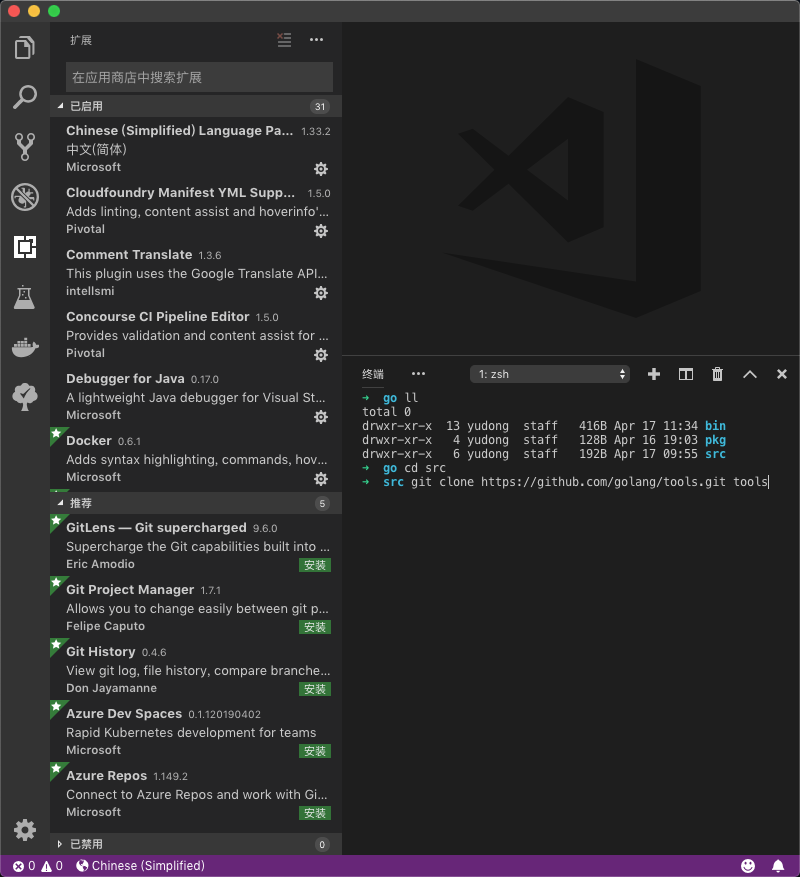 扩展
在应用商店中搜索扩展
已启用 31
Chinese (Simplified) Language Pa... 1.33.2
中文(简体)
Microsoft
Cloudfoundry Manifest YML Supp... 1.5.0
Adds linting, content assist and hoverinfo'...
Pivotal
Comment Translate 1.3.6
This plugin uses the Google Translate API...
intellsmi
Concourse CI Pipeline Editor 1.5.0
Provides validation and content assist for ...
Pivotal
Debugger for Java 0.17.0
A lightweight Java debugger for Visual St...
Microsoft
Docker 0.6.1
Adds syntax highlighting, commands, hov...
Microsoft
推荐 5
GitLens — Git supercharged 9.6.0
Supercharge the Git capabilities built into ...
Eric Amodio 安装
Git Project Manager 1.7.1
Allows you to change easily between git p...
Felipe Caputo 安装
Git History 0.4.6
View git log, file history, compare branche...
Don Jayamanne 安装
Azure Dev Spaces 0.1.120190402
Rapid Kubernetes development for teams
Microsoft 安装
Azure Repos 1.149.2
Connect to Azure Repos and work with Gi...
Microsoft 安装
已禁用 0
终端 ... 1: zsh
→ go ll
total 0
drwxr-xr-x 13 yudong staff 416B Apr 17 11:34 bin
drwxr-xr-x 4 yudong staff 128B Apr 16 19:03 pkg
drwxr-xr-x 6 yudong staff 192B Apr 17 09:55 src
→ go cd src
→ src git clone https://github.com/golang/tools.git tools
0 0 Chinese (Simplified)